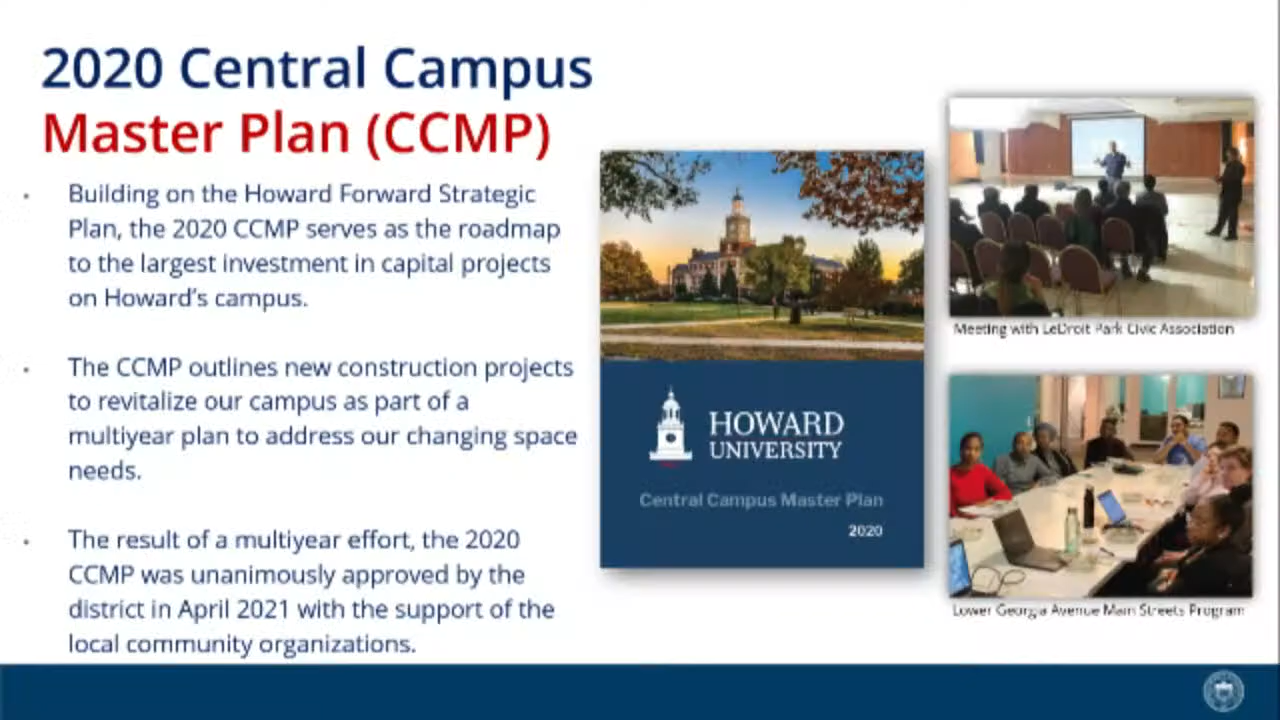 2020 Central Campus
Master Plan (CCMP)
Building on the Howard Forward Strategic
Plan, the 2020 CCMP serves as the roadmap
to the largest investment in capital projects
on Howard's campus.
The CCMP outlines new construction projects
to revitalize our campus as part of a
multiyear plan to address our changing space
needs.
The result of a multiyear effort, the 2020
CCMP was unanimously approved by the
district in April 2021 with the support of the
local community organizations.
HOWARD
UNIVERSITY
Central Campus Master Plan
2020
Meeting with LeDroit Park Civic Association
Lower Georgia Avenue Main Streets Program